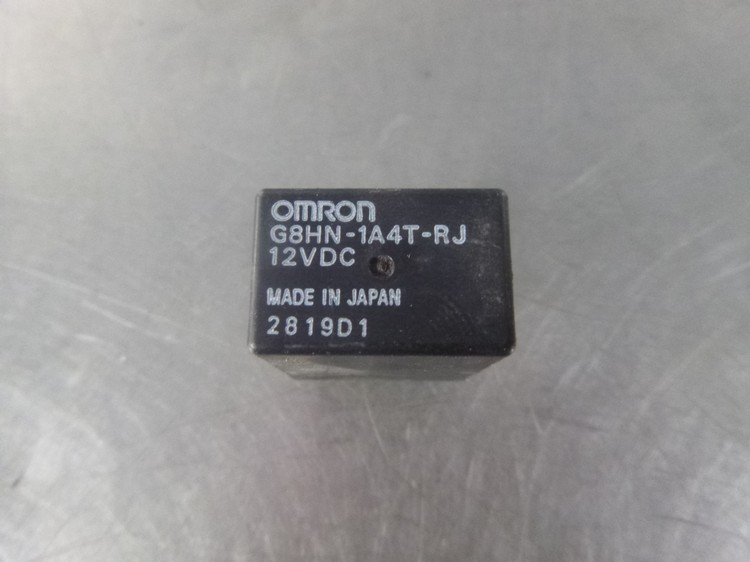 OMRON
G8HN-1A4T-RJ
12VDC
MADE IN JAPAN
2819D1